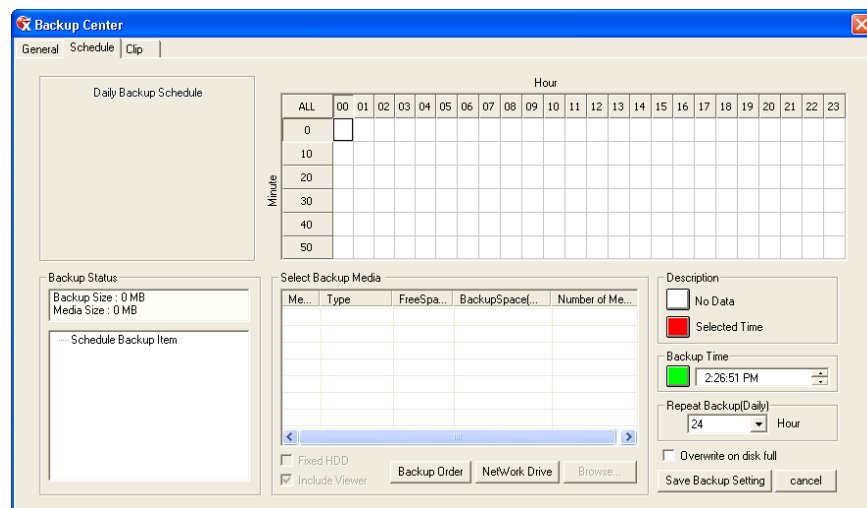 Backup Center
General Schedule Clip
Daily Backup Schedule
Hour
ALL 00 01 02 03 04 05 06 07 08 09 10 11 12 13 14 15 16 17 18 19 20 21 22 23
Minute
0
10
20
30
40
50
Backup Status
Backup Size : 0 MB
Media Size : 0 MB
Schedule Backup Item
Select Backup Media
Me... Type FreeSpa... BackupSpace(... Number of Me...
Fixed HDD
Include Viewer
Backup Order NetWork Drive Browse...
Description
No Data
Selected Time
Backup Time
2:26:51 PM
Repeat Backup(Daily)
24 Hour
Overwrite on disk full
Save Backup Setting cancel